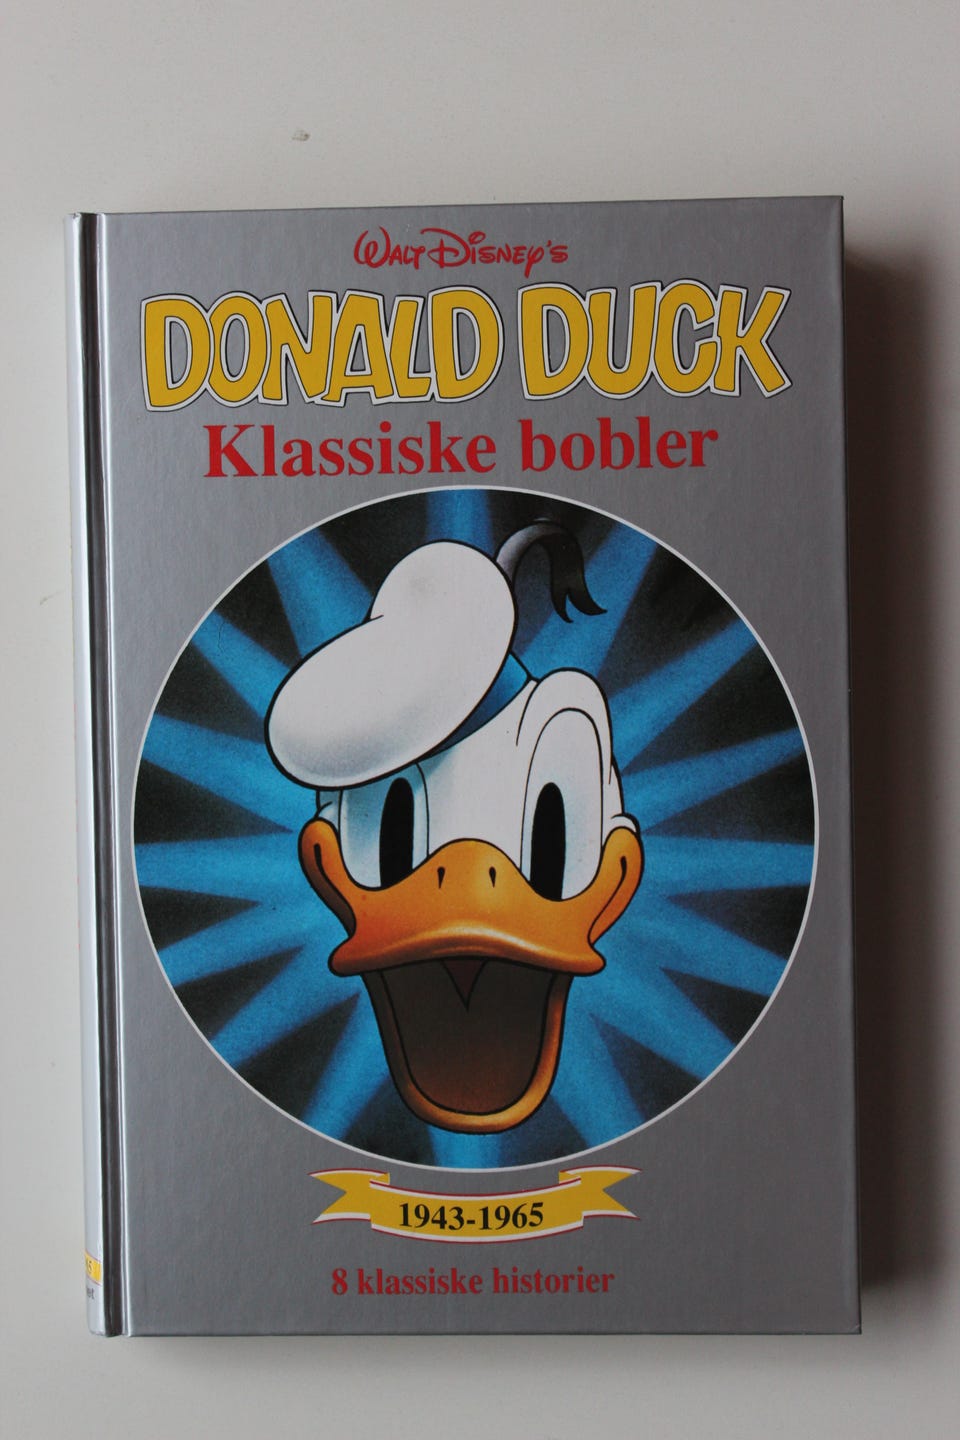 Walt Disney's
DONALD DUCK
Klassiske bobler
1943-1965
8 klassiske historier